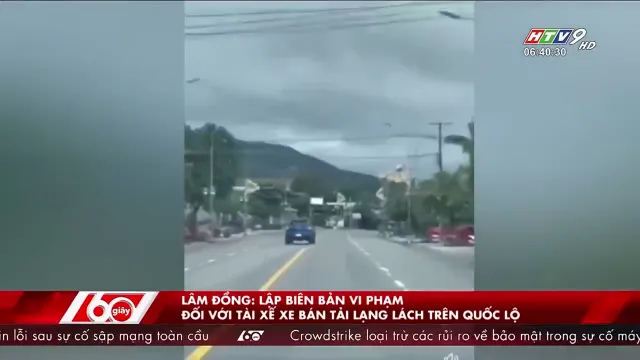 HTV9 HD
06:40:30
60 giây
LÂM ĐỒNG: LẬP BIÊN BẢN VI PHẠM
ĐỐI VỚI TÀI XẾ XE BÁN TẢI LẠNG LÁCH TRÊN QUỐC LỘ
in lỗi sau sự cố sập mạng toàn cầu Crowdstrike loại trừ các rủi ro về bảo mật trong sự cố máy